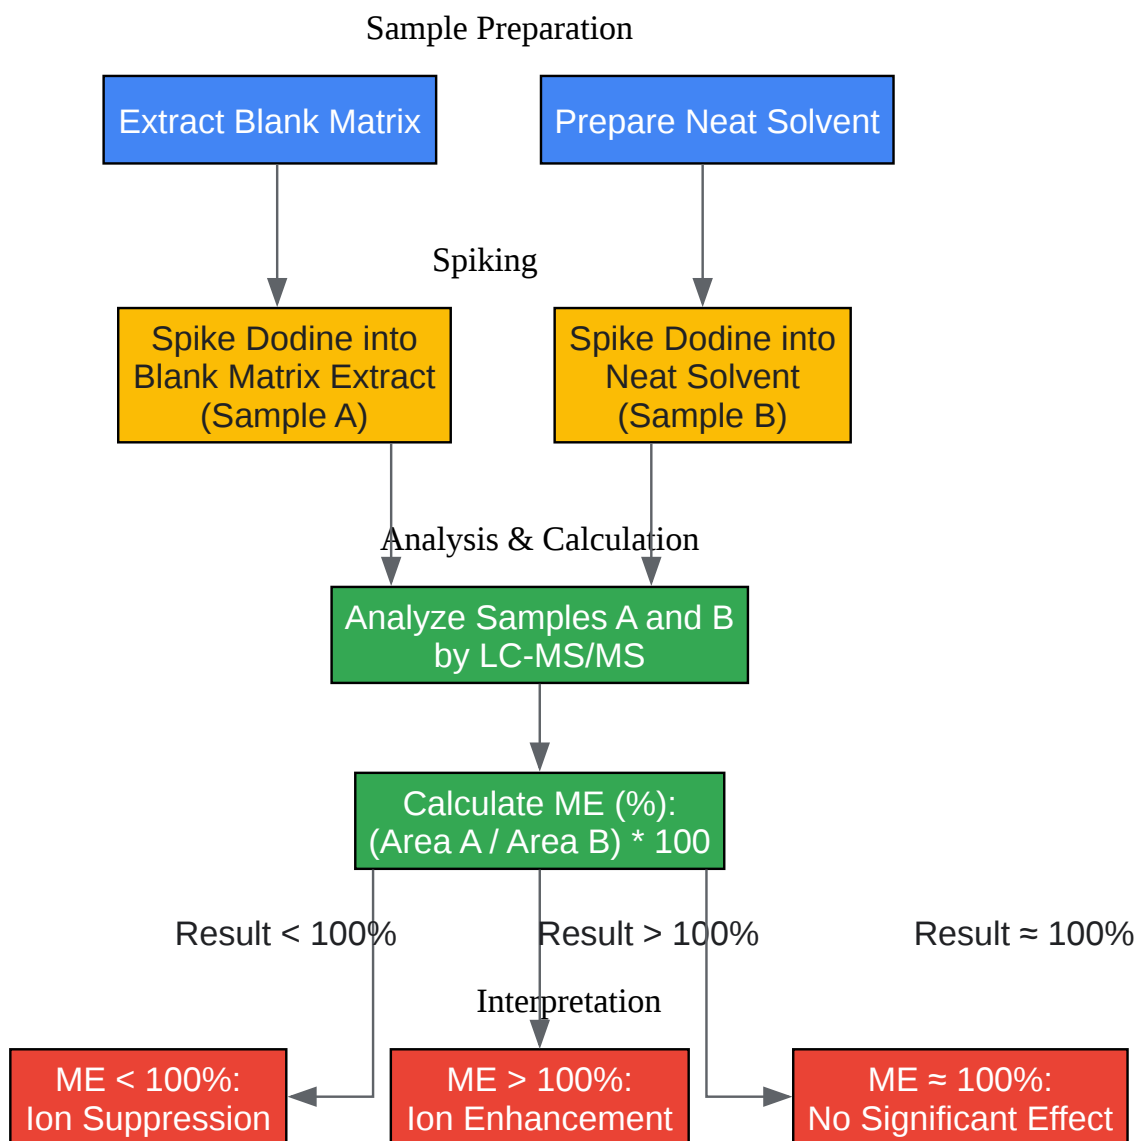 Sample Preparation
Extract Blank Matrix
Prepare Neat Solvent
Spiking
Spike Dodine into
Blank Matrix Extract
(Sample A)
Spike Dodine into
Neat Solvent
(Sample B)
Analysis & Calculation
Analyze Samples A and B
by LC-MS/MS
Calculate ME (%):
(Area A / Area B) * 100
Result < 100%
Result > 100%
Result ≈ 100%
Interpretation
ME < 100%:
Ion Suppression
ME > 100%:
Ion Enhancement
ME ≈ 100%:
No Significant Effect